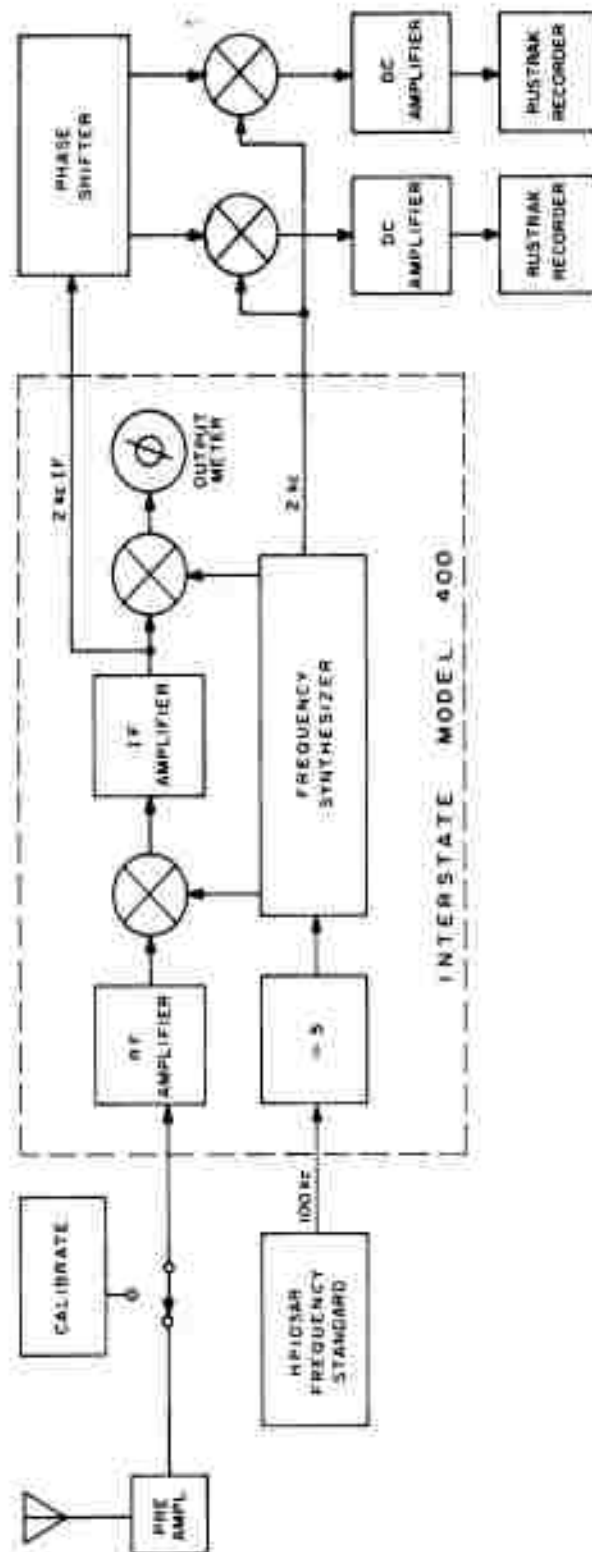 PRE
AMPL
CALIBRATE
HP105AR
FREQUENCY
STANDARD
100 kc
RF
AMPLIFIER
÷ 5
IF
AMPLIFIER
FREQUENCY
SYNTHESIZER
OUTPUT
METER
2 kc IF
2 kc
INTERSTATE MODEL 400
PHASE
SHIFTER
DC
AMPLIFIER
DC
AMPLIFIER
RUSTRAK
RECORDER
RUSTRAK
RECORDER